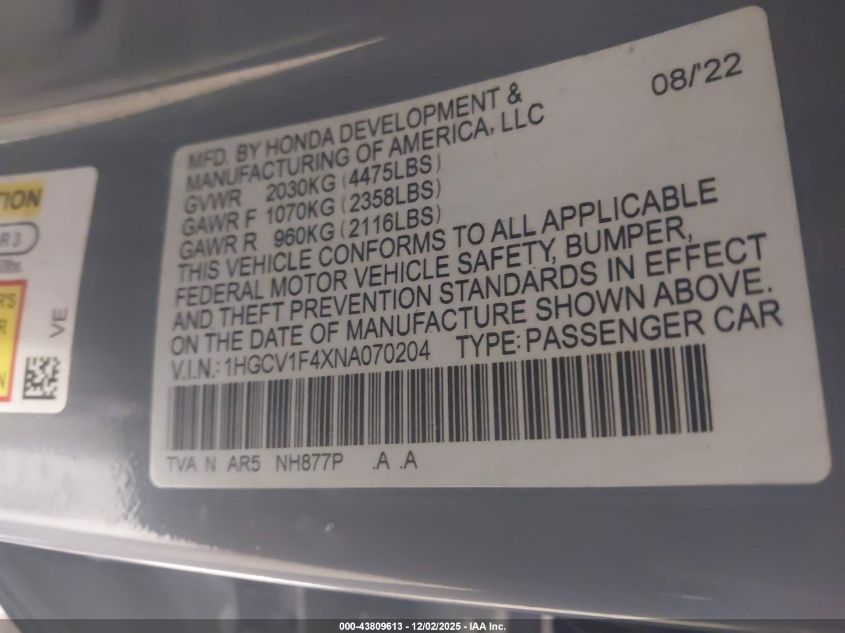 TION
R 3
R'S
R
N
VE
08/'22
MFD. BY HONDA DEVELOPMENT &
MANUFACTURING OF AMERICA, LLC
GVWR 2030KG (4475LBS)
GAWR F 1070KG (2358LBS)
GAWR R 960KG (2116LBS)
THIS VEHICLE CONFORMS TO ALL APPLICABLE
FEDERAL MOTOR VEHICLE SAFETY, BUMPER,
AND THEFT PREVENTION STANDARDS IN EFFECT
ON THE DATE OF MANUFACTURE SHOWN ABOVE.
V.I.N.: 1HGCV1F4XNA070204 TYPE: PASSENGER CAR
TVA N AR5 NH877P .A .A
000-43809613 - 12/02/2025 - IAA Inc.